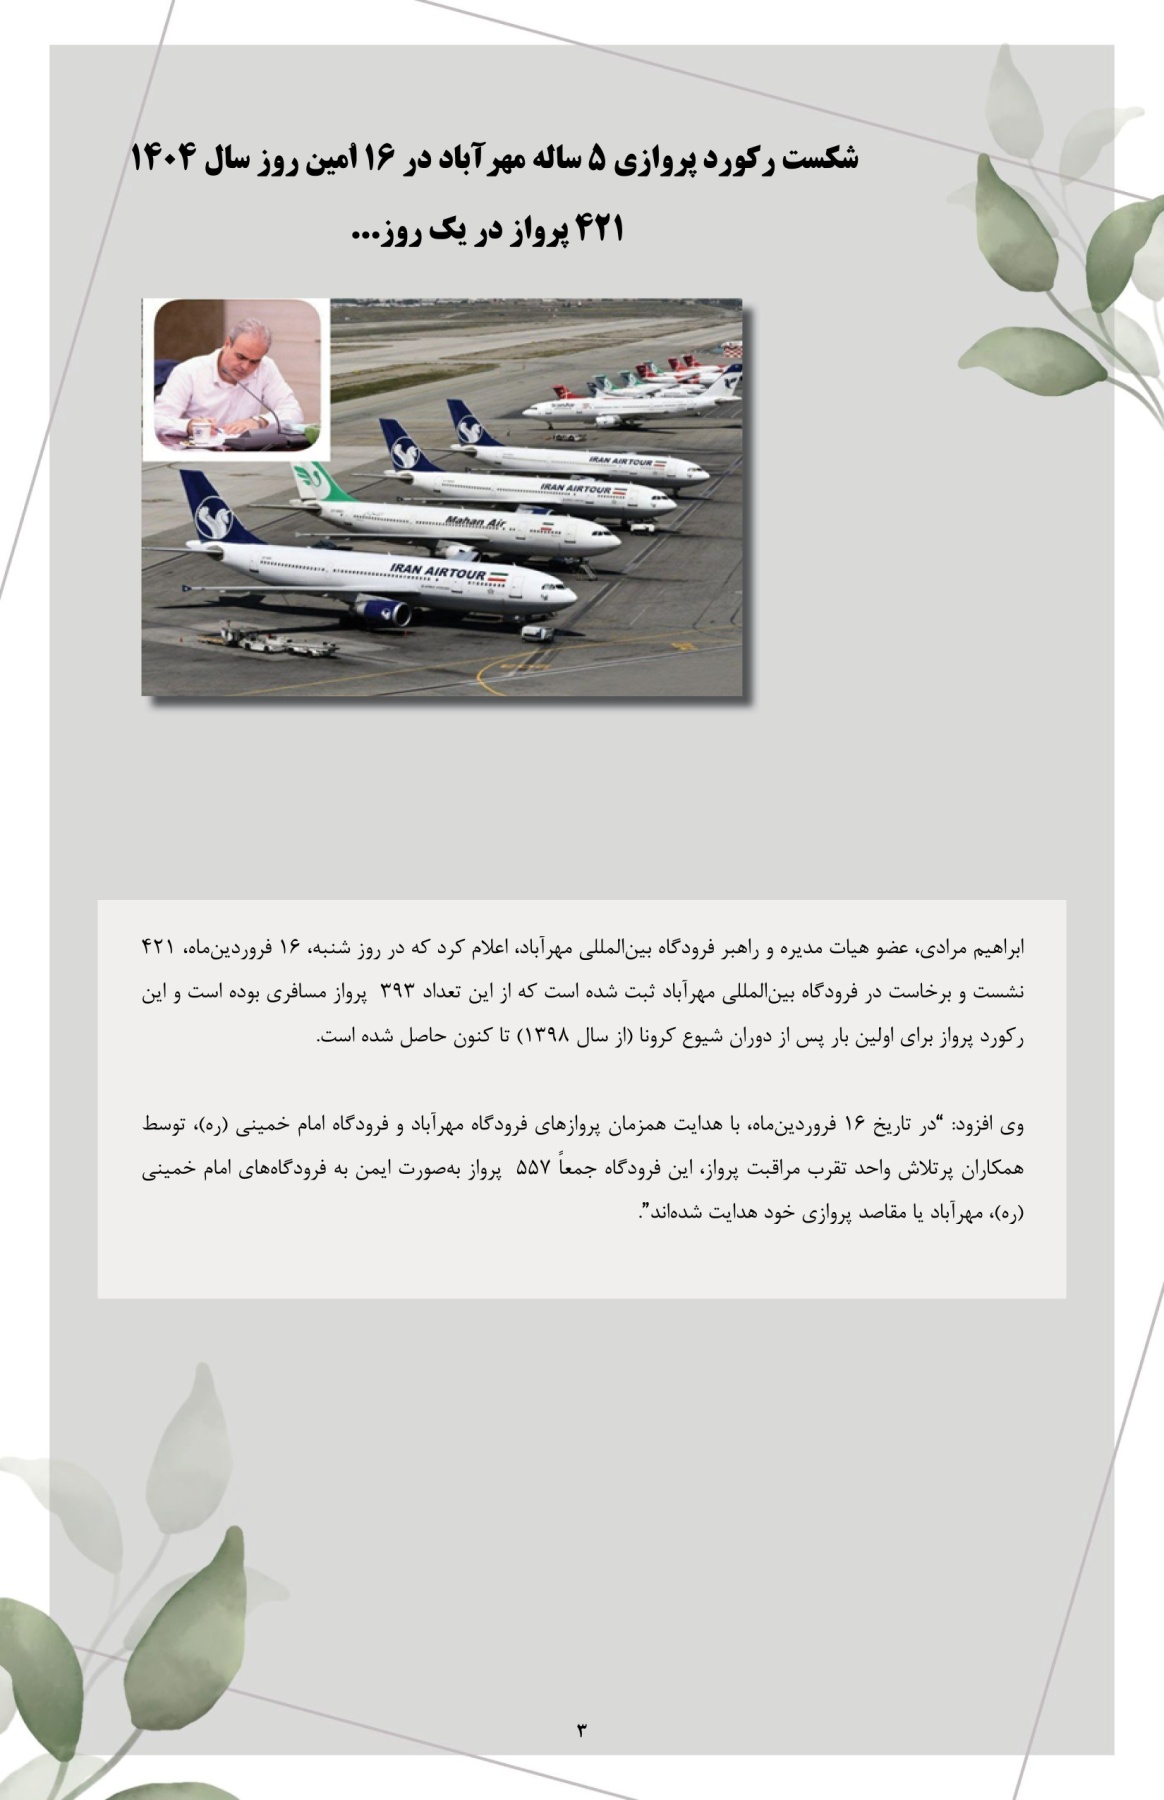 شکست رکورد پروازی ۵ ساله مهرآباد در ۱۶ اُمین روز سال ۱۴۰۴
۴۲۱ پرواز در یک روز...
IRAN AIRTOUR
IRAN AIRTOUR
Mahan Air
IRAN AIRTOUR
ابراهیم مرادی، عضو هیات مدیره و راهبر فرودگاه بین‌المللی مهرآباد، اعلام کرد که در روز شنبه، ۱۶ فروردین‌ماه، ۴۲۱
نشست و برخاست در فرودگاه بین‌المللی مهرآباد ثبت شده است که از این تعداد ۳۹۳ پرواز مسافری بوده است و این
رکورد پرواز برای اولین بار پس از دوران شیوع کرونا (از سال ۱۳۹۸) تا کنون حاصل شده است.
وی افزود: “در تاریخ ۱۶ فروردین‌ماه، با هدایت همزمان پروازهای فرودگاه مهرآباد و فرودگاه امام خمینی (ره)، توسط
همکاران پرتلاش واحد تقرب مراقبت پرواز، این فرودگاه جمعاً ۵۵۷ پرواز به‌صورت ایمن به فرودگاه‌های امام خمینی
(ره)، مهرآباد یا مقاصد پروازی خود هدایت شده‌اند”.
۳